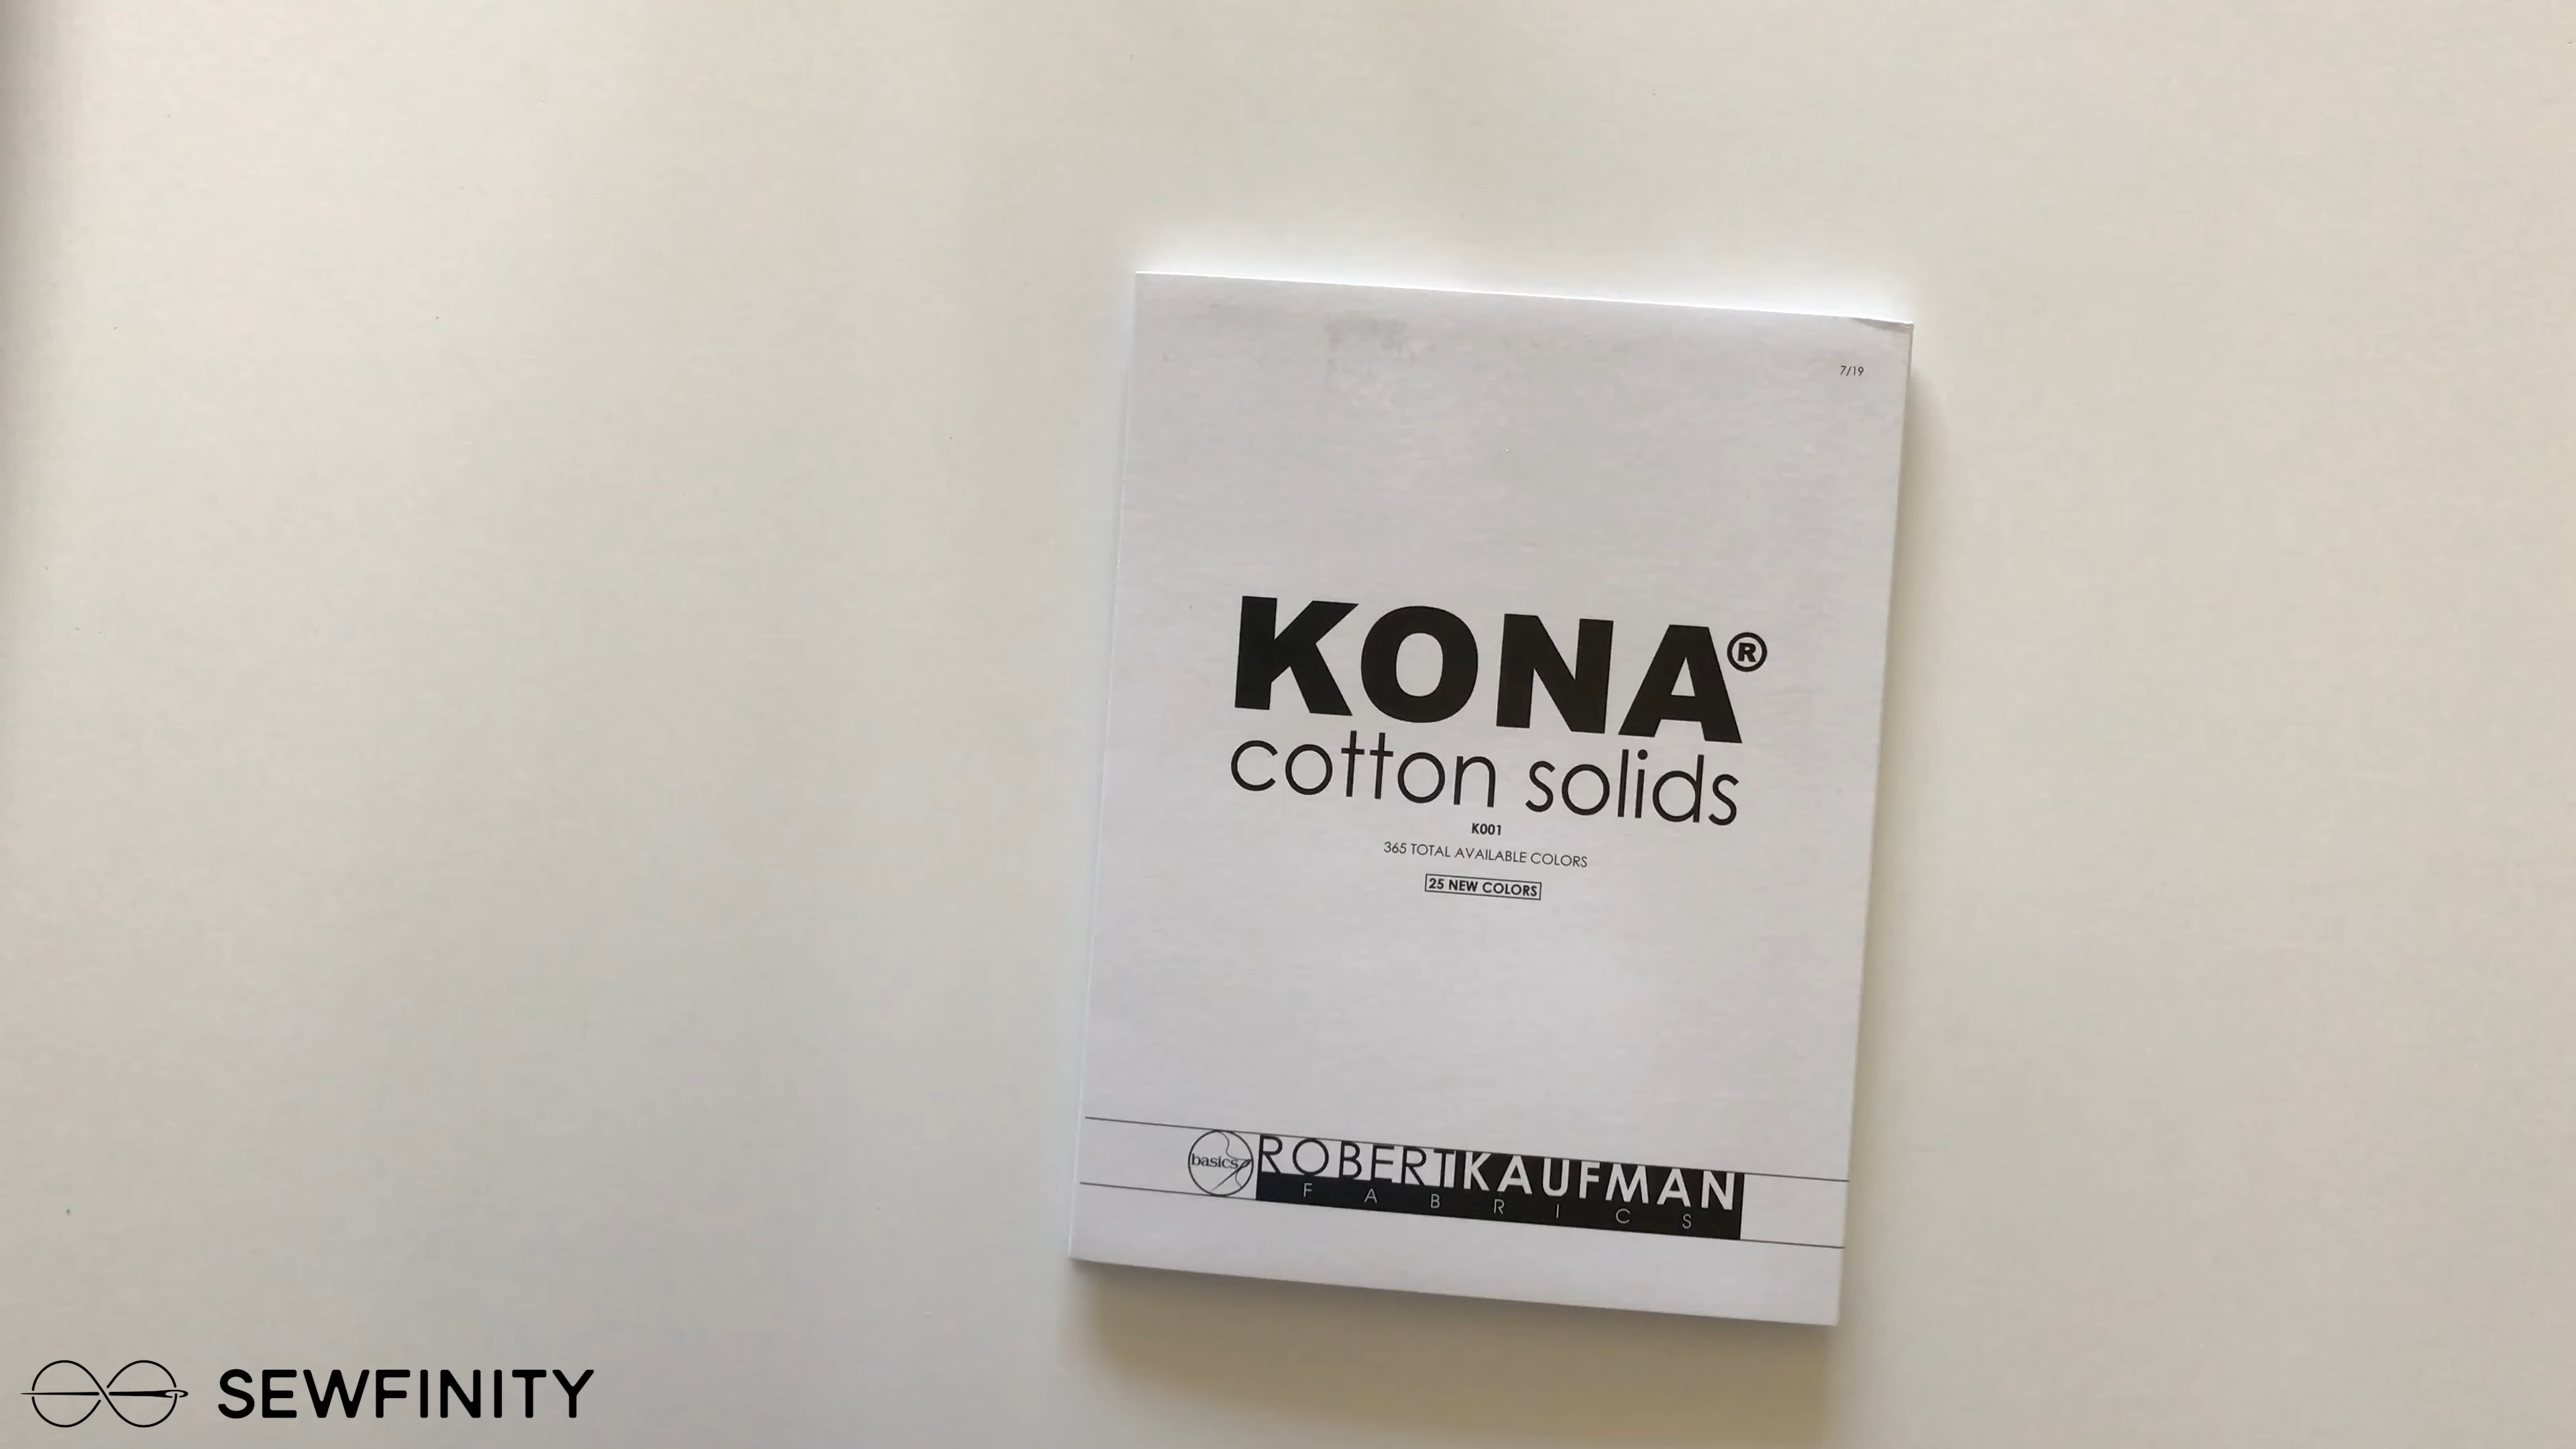 7/19
KONA®
cotton solids
K001
365 TOTAL AVAILABLE COLORS
25 NEW COLORS
basics ROBERT KAUFMAN
FABRICS
SEWFINITY